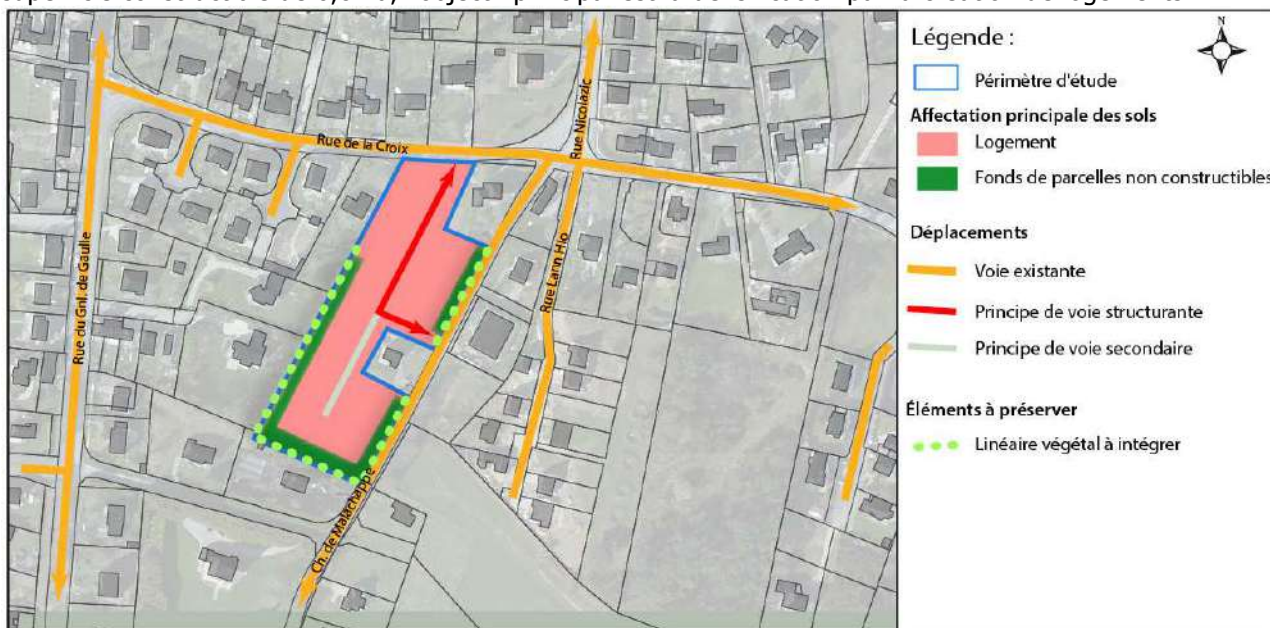 Rue de la Croix
Rue Nicolazic
Rue du Gnl. de Gaulle
Rue Lann Hio
Ch. de Malachappe
Légende :
N
Périmètre d'étude
Affectation principale des sols
Logement
Fonds de parcelles non constructibles
Déplacements
Voie existante
Principe de voie structurante
Principe de voie secondaire
Éléments à préserver
Linéaire végétal à intégrer